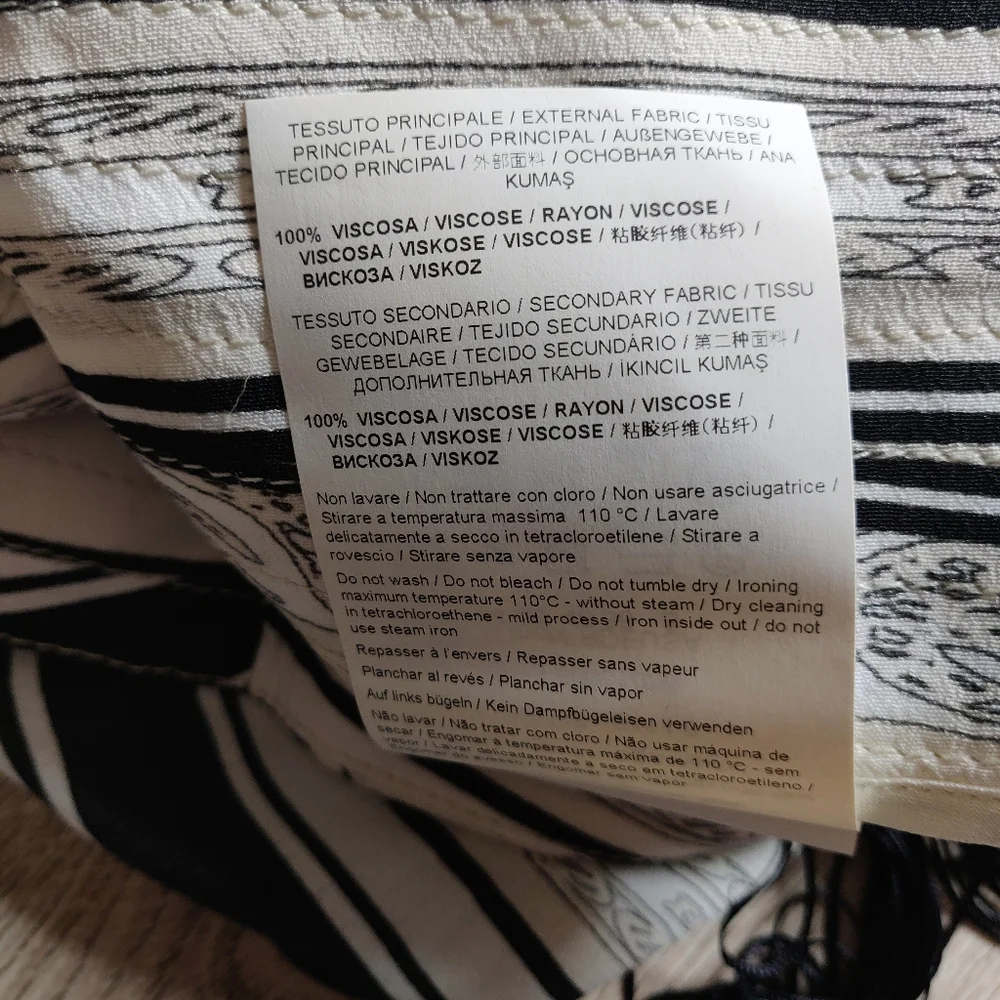 TESSUTO PRINCIPALE / EXTERNAL FABRIC / TISSU
PRINCIPAL / TEJIDO PRINCIPAL / AUßENGEWEBE /
TECIDO PRINCIPAL / 外部面料 / ОСНОВНАЯ ТКАНЬ / ANA
KUMAŞ
100% VISCOSA / VISCOSE / RAYON / VISCOSE /
VISCOSA / VISKOSE / VISCOSE / 粘胶纤维(粘纤) /
ВИСКОЗА / VISKOZ
TESSUTO SECONDARIO / SECONDARY FABRIC / TISSU
SECONDAIRE / TEJIDO SECUNDARIO / ZWEITE
GEWEBELAGE / TECIDO SECUNDÁRIO / 第二种面料 /
ДОПОЛНИТЕЛЬНАЯ ТКАНЬ / İKINCIL KUMAŞ
100% VISCOSA / VISCOSE / RAYON / VISCOSE /
VISCOSA / VISKOSE / VISCOSE / 粘胶纤维(粘纤) /
ВИСКОЗА / VISKOZ
Non lavare / Non trattare con cloro / Non usare asciugatrice /
Stirare a temperatura massima 110 °C / Lavare
delicatamente a secco in tetracloroetilene / Stirare a
rovescio / Stirare senza vapore
Do not wash / Do not bleach / Do not tumble dry / Ironing
maximum temperature 110°C - without steam / Dry cleaning
in tetrachloroethene - mild process / Iron inside out / do not
use steam iron
Repasser à l'envers / Repasser sans vapeur
Planchar al revés / Planchar sin vapor
Auf links bügeln / Kein Dampfbügeleisen verwenden
Não lavar / Não tratar com cloro / Não usar máquina de
secar / Engomar à temperatura máxima de 110 °C - sem
vapor / Lavar delicadamente a seco em tetracloroetileno /
Engomar do avesso / Engomar sem vapor